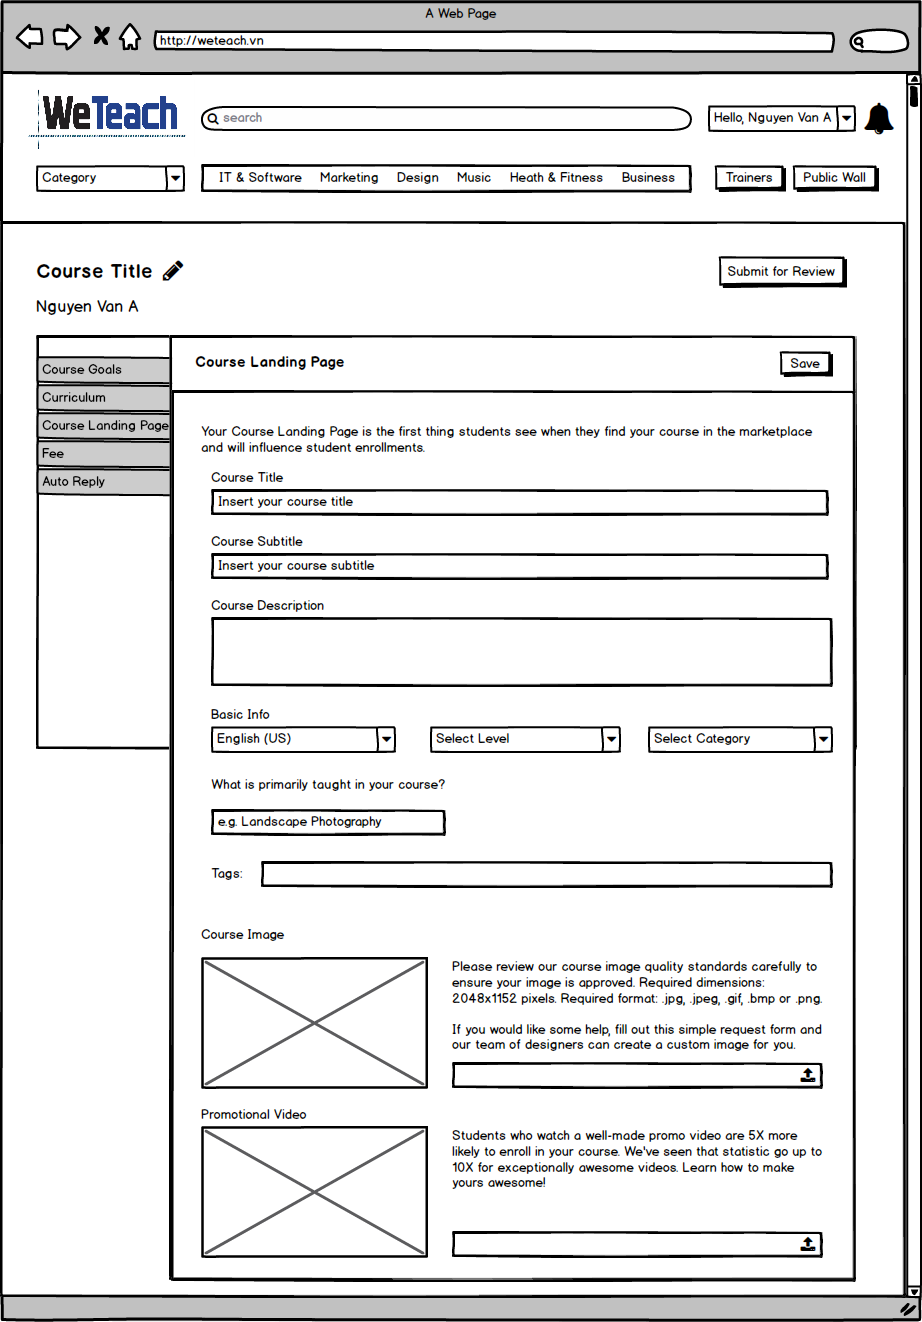 A Web Page
http://weteach.vn
WeTeach
search
Hello, Nguyen Van A
Category
IT & Software Marketing Design Music Heath & Fitness Business
Trainers
Public Wall
Course Title
Submit for Review
Nguyen Van A
Course Goals
Curriculum
Course Landing Page
Fee
Auto Reply
Course Landing Page
Save
Your Course Landing Page is the first thing students see when they find your course in the marketplace
and will influence student enrollments.
Course Title
Insert your course title
Course Subtitle
Insert your course subtitle
Course Description
Basic Info
English (US)
Select Level
Select Category
What is primarily taught in your course?
e.g. Landscape Photography
Tags:
Course Image
Please review our course image quality standards carefully to
ensure your image is approved. Required dimensions:
2048x1152 pixels. Required format: .jpg, .jpeg, .gif, .bmp or .png.
If you would like some help, fill out this simple request form and
our team of designers can create a custom image for you.
Promotional Video
Students who watch a well-made promo video are 5X more
likely to enroll in your course. We've seen that statistic go up to
10X for exceptionally awesome videos. Learn how to make
yours awesome!